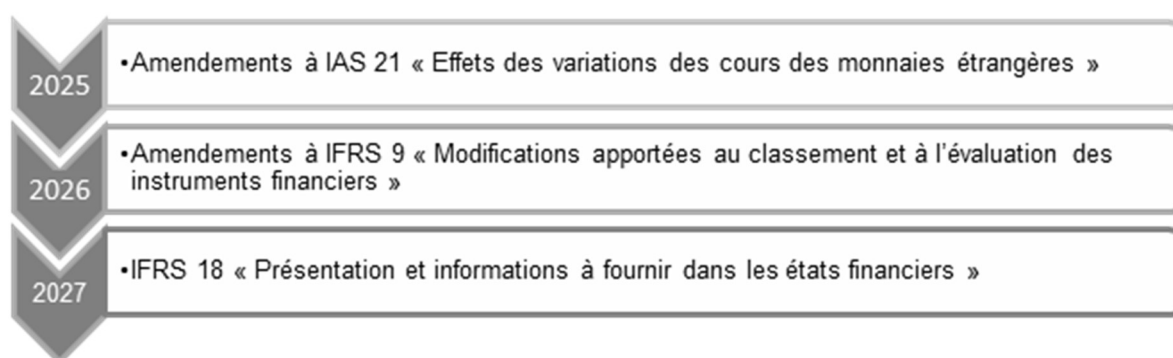 2025
•Amendements à IAS 21 « Effets des variations des cours des monnaies étrangères »
2026
•Amendements à IFRS 9 « Modifications apportées au classement et à l'évaluation des
instruments financiers »
2027
•IFRS 18 « Présentation et informations à fournir dans les états financiers »